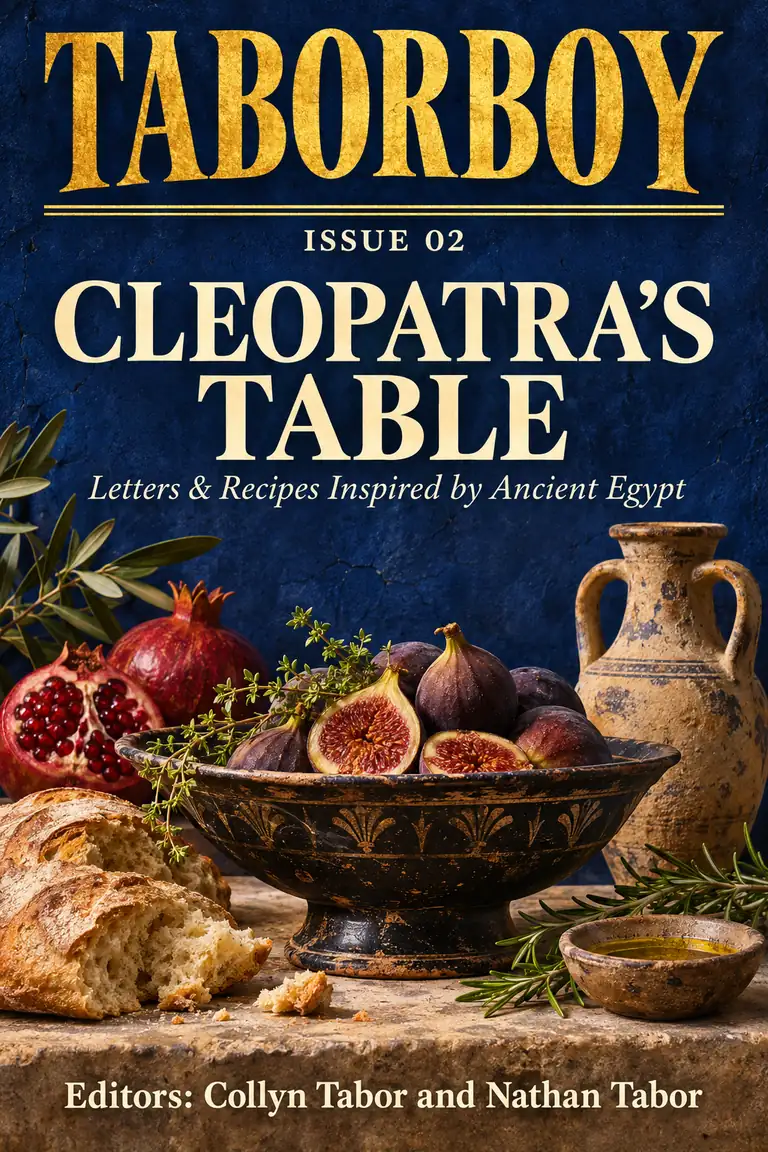 TABORBOY
ISSUE 02
CLEOPATRA’S
TABLE
Letters & Recipes Inspired by Ancient Egypt
Editors: Collyn Tabor and Nathan Tabor